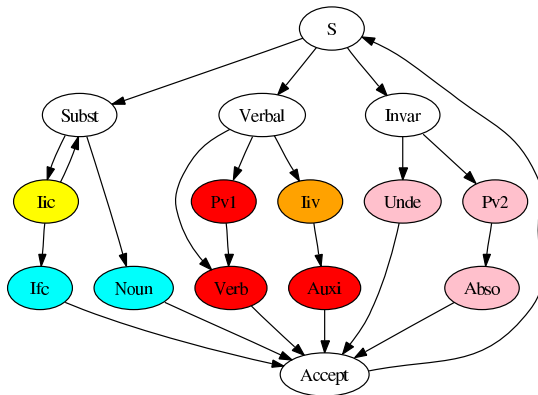 S
Subst Verbal Invar
Iic Pv1 Iiv Unde Pv2
Ifc Noun Verb Auxi Abso
Accept